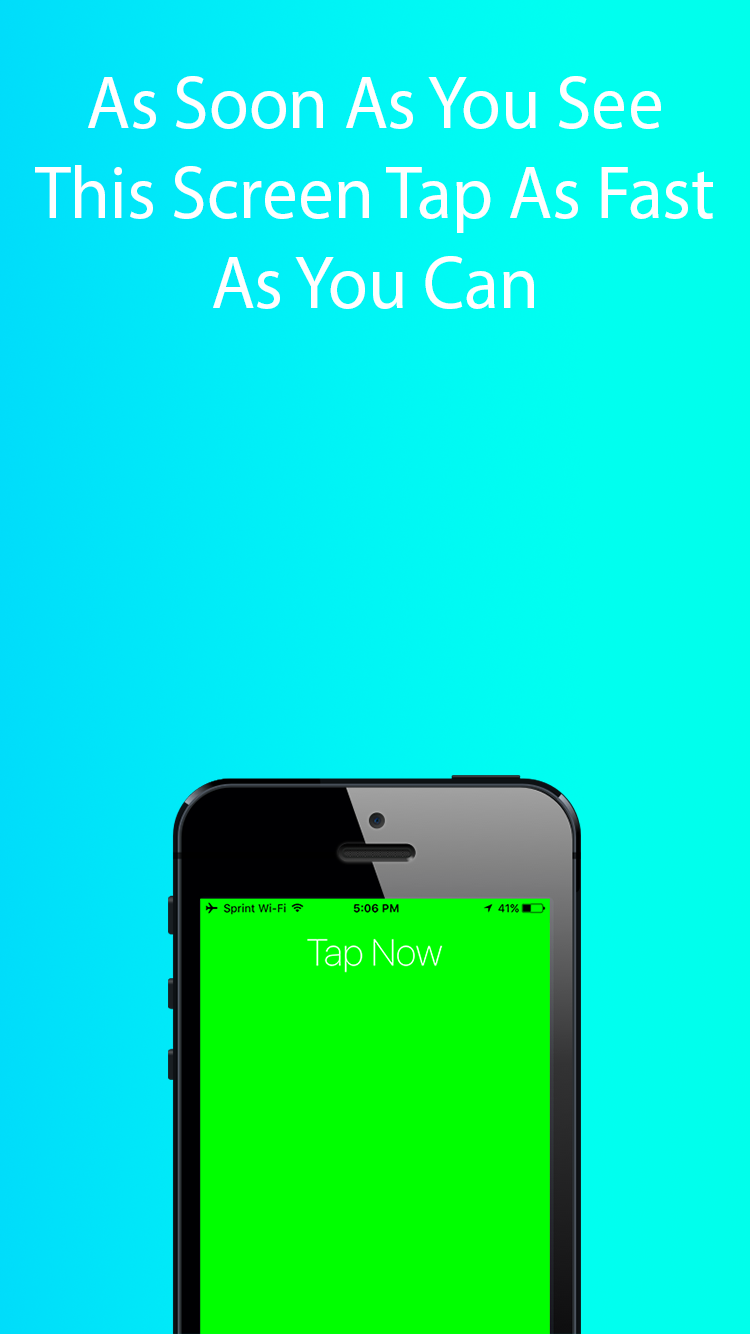 As Soon As You See
This Screen Tap As Fast
As You Can
Sprint Wi-Fi 5:06 PM 41%
Tap Now